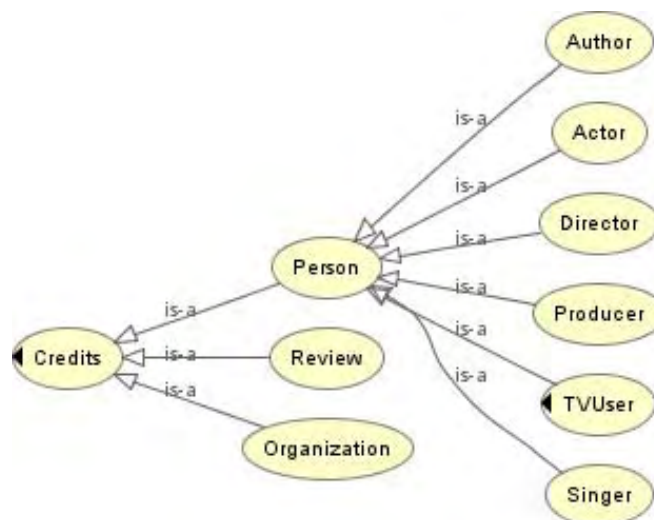 Author
is-a
Actor
is-a
Director
is-a
Person
is-a
Producer
is-a
is-a
Credits
is-a
Review
is-a
TVUser
is-a
Organization
Singer